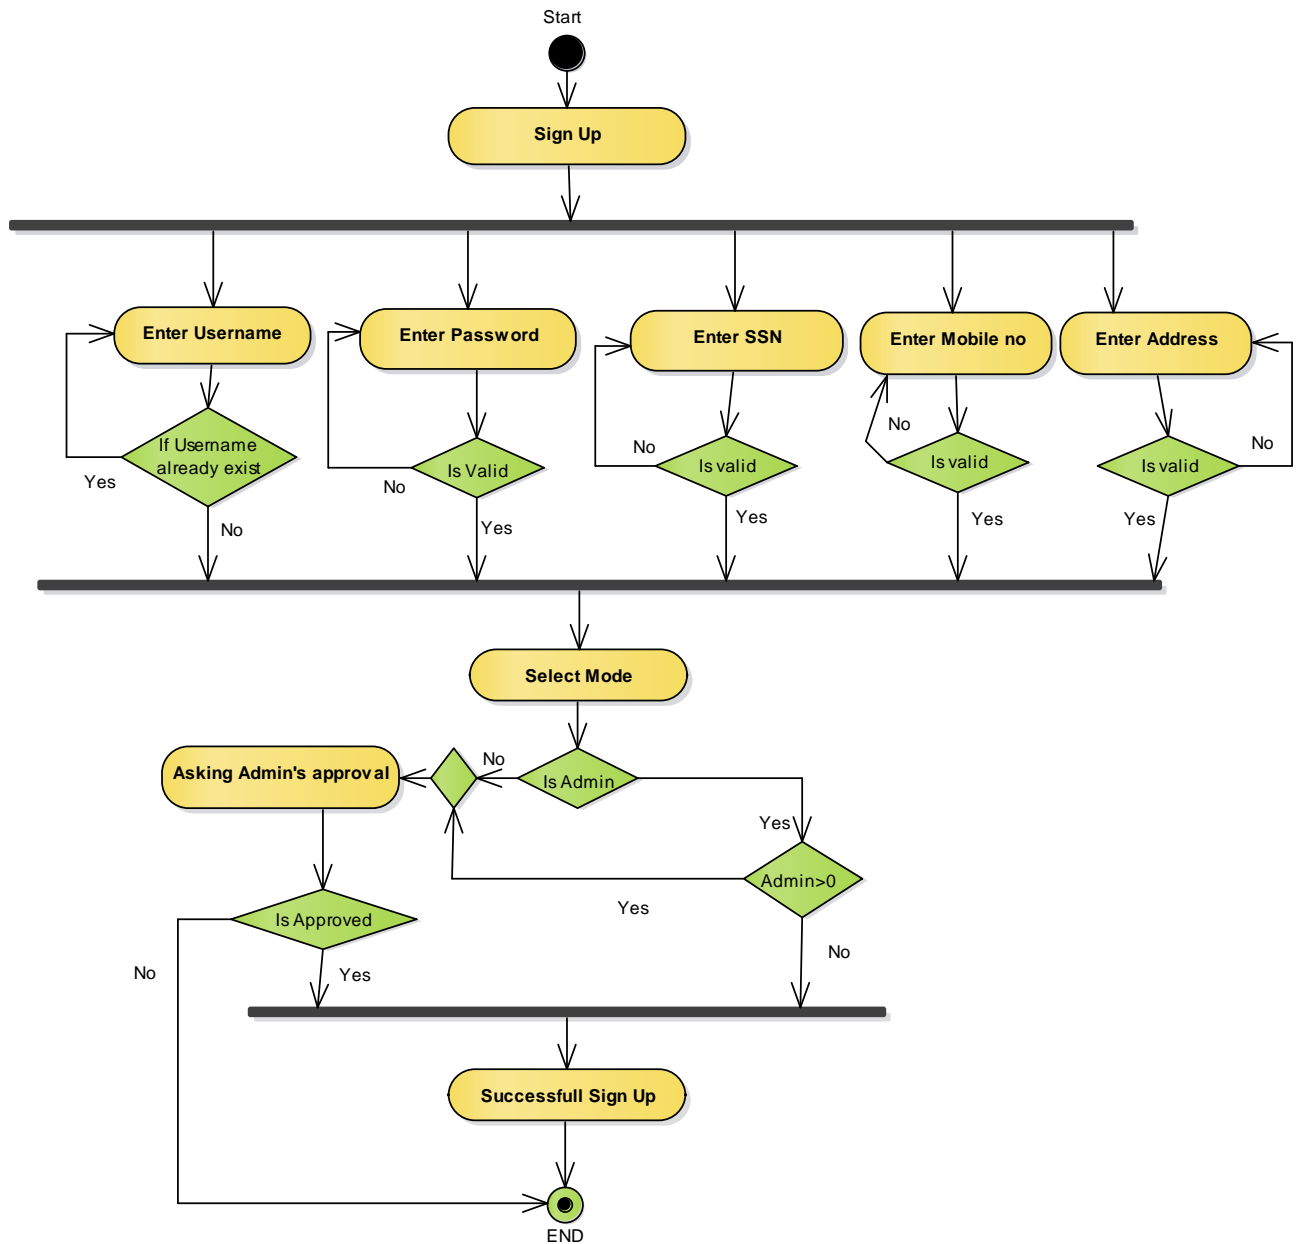 Start
Sign Up
Enter Username
Enter Password
Enter SSN
Enter Mobile no
Enter Address
If Username
already exist
Is Valid
Is valid
Is valid
Is valid
Yes
No
No
No
No
No
Yes
Yes
Yes
Yes
No
Select Mode
Asking Admin's approval
No
Is Admin
Yes
Admin>0
Yes
Is Approved
No
Yes
No
Successfull Sign Up
END